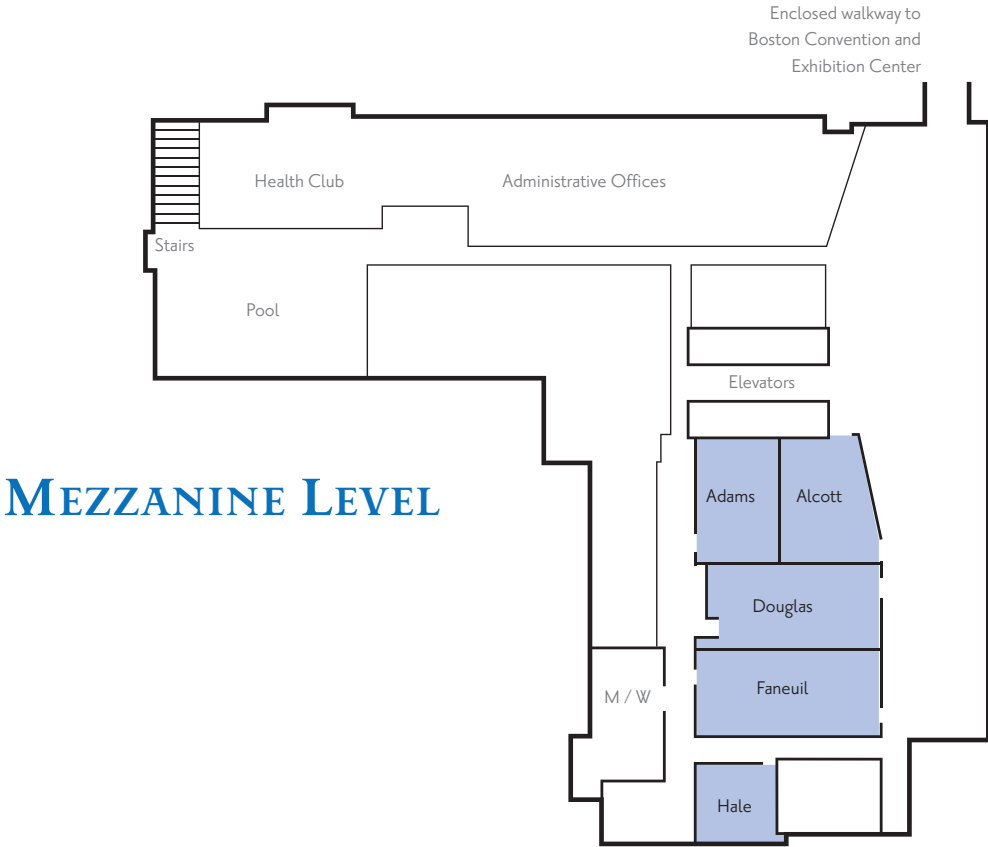 Enclosed walkway to
Boston Convention and
Exhibition Center
Health Club
Administrative Offices
Stairs
Pool
Elevators
MEZZANINE LEVEL
Adams
Alcott
Douglas
Faneuil
M / W
Hale